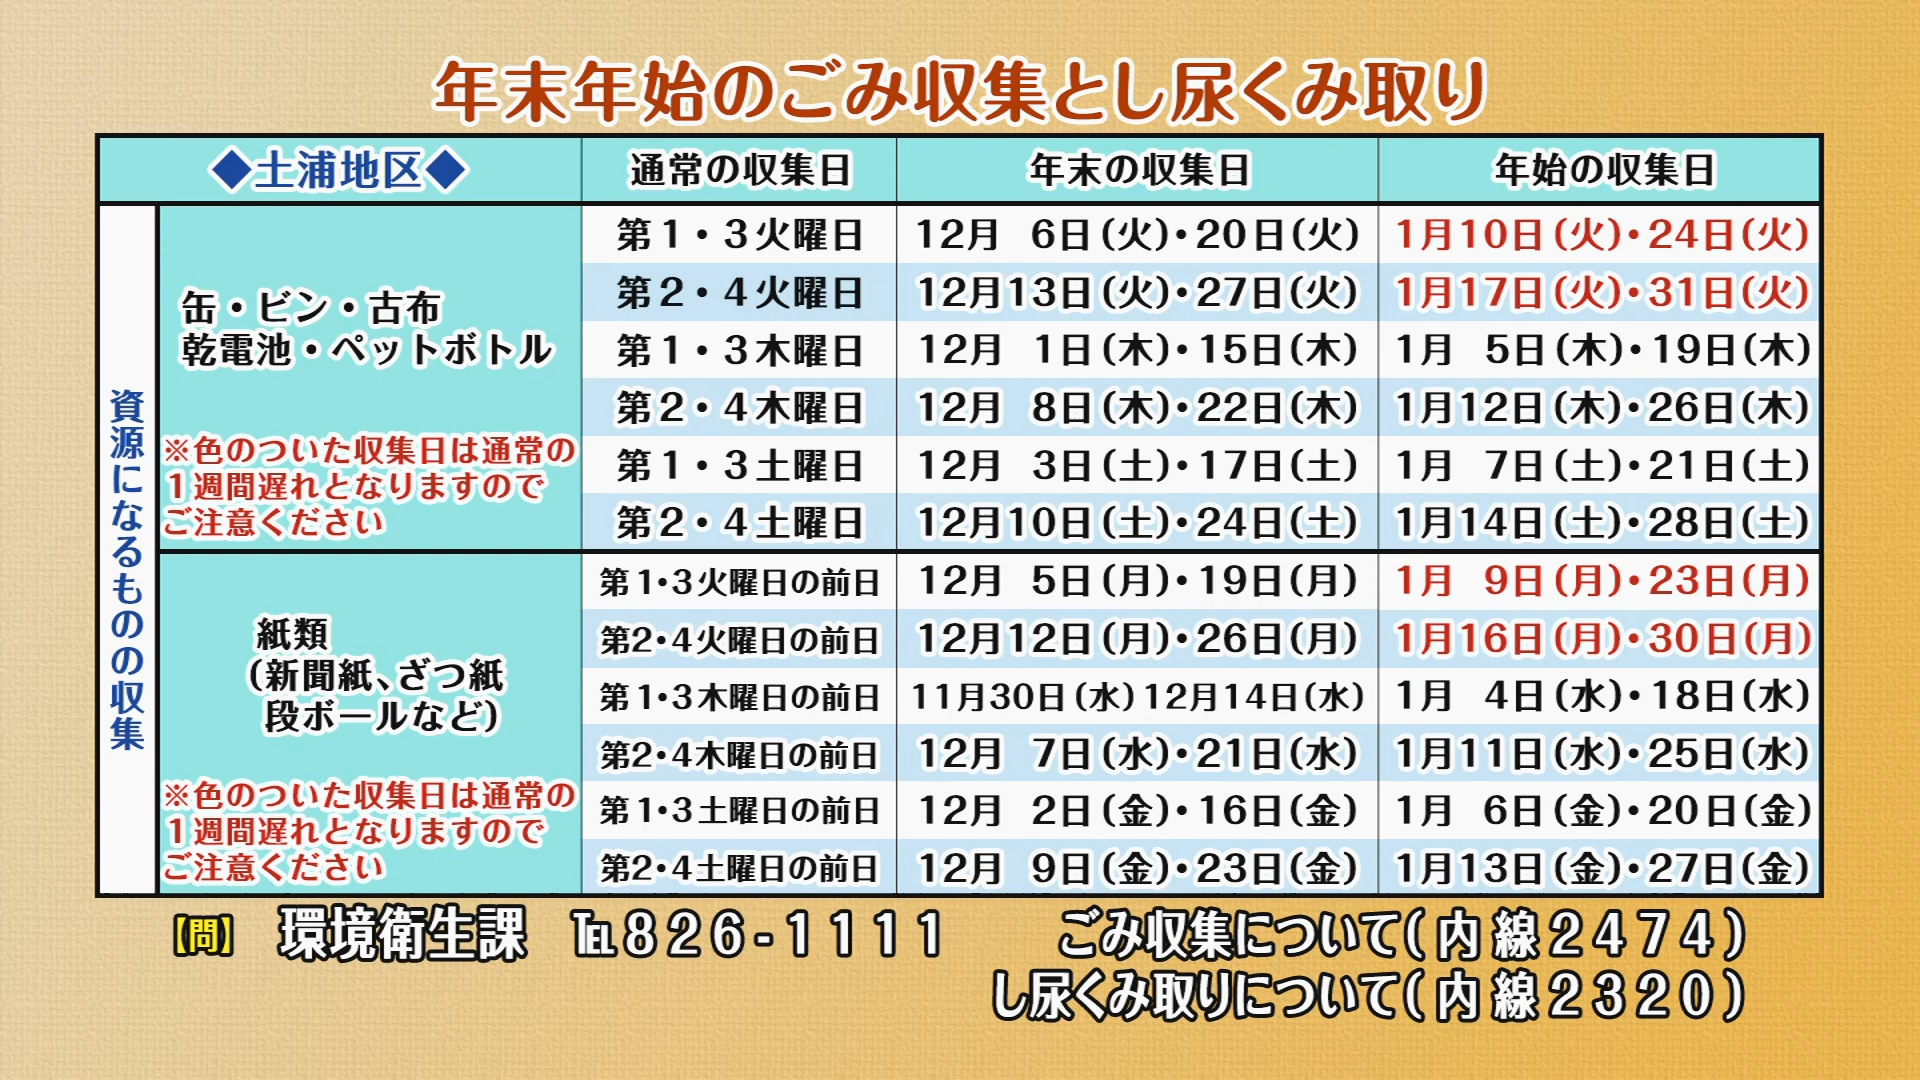 年末年始のごみ収集とし尿くみ取り
◆土浦地区◆ 通常の収集日 年末の収集日 年始の収集日
資源になるものの収集
缶・ビン・古布
乾電池・ペットボトル
※色のついた収集日は通常の
１週間遅れとなりますので
ご注意ください
第１・３火曜日 12月 6日(火)・20日(火) 1月10日(火)・24日(火)
第２・４火曜日 12月13日(火)・27日(火) 1月17日(火)・31日(火)
第１・３木曜日 12月 1日(木)・15日(木) 1月 5日(木)・19日(木)
第２・４木曜日 12月 8日(木)・22日(木) 1月12日(木)・26日(木)
第１・３土曜日 12月 3日(土)・17日(土) 1月 7日(土)・21日(土)
第２・４土曜日 12月10日(土)・24日(土) 1月14日(土)・28日(土)
紙類
(新聞紙、ざつ紙
段ボールなど)
※色のついた収集日は通常の
１週間遅れとなりますので
ご注意ください
第1・3火曜日の前日 12月 5日(月)・19日(月) 1月 9日(月)・23日(月)
第2・4火曜日の前日 12月12日(月)・26日(月) 1月16日(月)・30日(月)
第1・3木曜日の前日 11月30日(水)12月14日(水) 1月 4日(水)・18日(水)
第2・4木曜日の前日 12月 7日(水)・21日(水) 1月11日(水)・25日(水)
第1・3土曜日の前日 12月 2日(金)・16日(金) 1月 6日(金)・20日(金)
第2・4土曜日の前日 12月 9日(金)・23日(金) 1月13日(金)・27日(金)
【問】 環境衛生課 ℡８２６-１１１１ ごみ収集について(内線２４７４)
し尿くみ取りについて(内線２３２０)